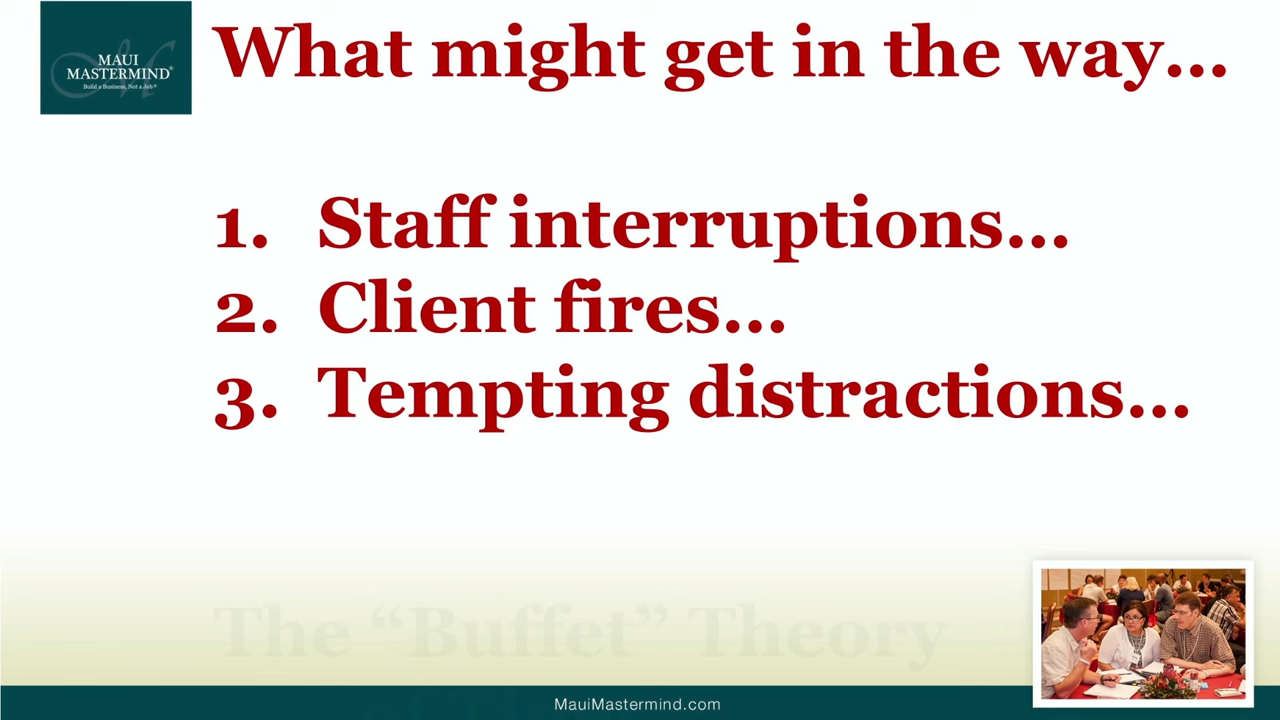 MAUI
MASTERMIND®
Build a Business, Not a Job®
What might get in the way...
1. Staff interruptions...
2. Client fires...
3. Tempting distractions...
The “Buffet” Theory
MauiMastermind.com